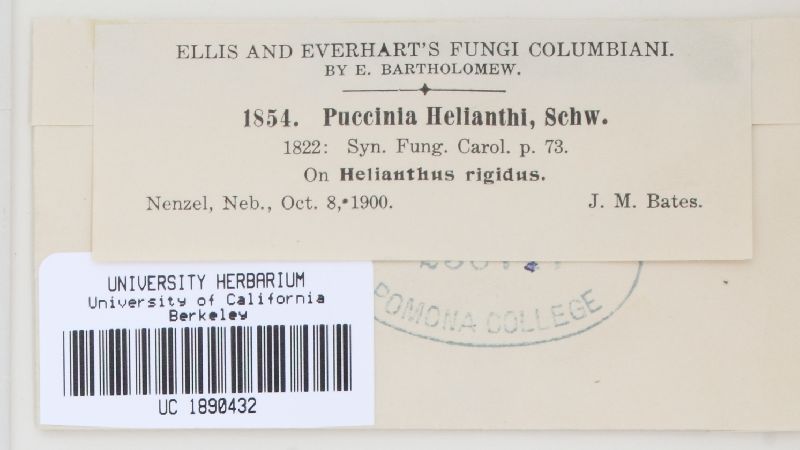 ELLIS AND EVERHART'S FUNGI COLUMBIANI.
BY E. BARTHOLOMEW.
1854. Puccinia Helianthi, Schw.
1822: Syn. Fung. Carol. p. 73.
On Helianthus rigidus.
Nenzel, Neb., Oct. 8, 1900. J. M. Bates.
POMONA COLLEGE
UNIVERSITY HERBARIUM
University of California
Berkeley
UC 1890432